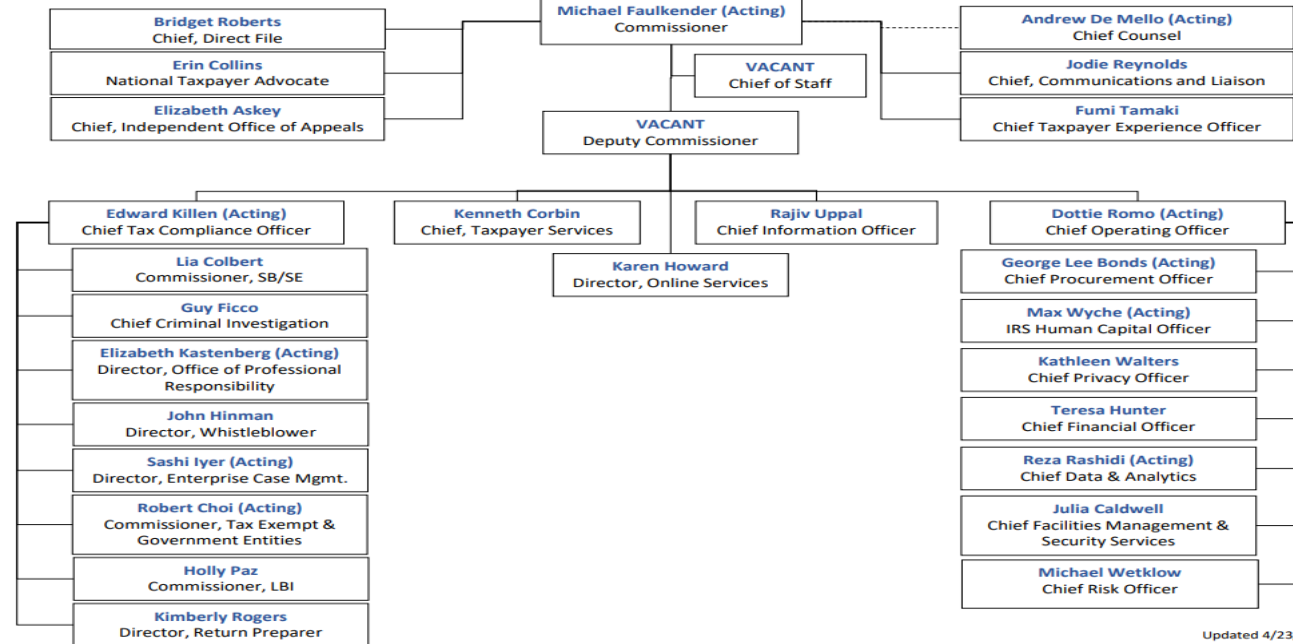 Michael Faulkender (Acting)
Commissioner
Bridget Roberts
Chief, Direct File
Erin Collins
National Taxpayer Advocate
Elizabeth Askey
Chief, Independent Office of Appeals
VACANT
Chief of Staff
Andrew De Mello (Acting)
Chief Counsel
Jodie Reynolds
Chief, Communications and Liaison
Fumi Tamaki
Chief Taxpayer Experience Officer
VACANT
Deputy Commissioner
Edward Killen (Acting)
Chief Tax Compliance Officer
Kenneth Corbin
Chief, Taxpayer Services
Rajiv Uppal
Chief Information Officer
Dottie Romo (Acting)
Chief Operating Officer
Karen Howard
Director, Online Services
Lia Colbert
Commissioner, SB/SE
Guy Ficco
Chief Criminal Investigation
Elizabeth Kastenberg (Acting)
Director, Office of Professional
Responsibility
John Hinman
Director, Whistleblower
Sashi Iyer (Acting)
Director, Enterprise Case Mgmt.
Robert Choi (Acting)
Commissioner, Tax Exempt &
Government Entities
Holly Paz
Commissioner, LBI
Kimberly Rogers
Director, Return Preparer
George Lee Bonds (Acting)
Chief Procurement Officer
Max Wyche (Acting)
IRS Human Capital Officer
Kathleen Walters
Chief Privacy Officer
Teresa Hunter
Chief Financial Officer
Reza Rashidi (Acting)
Chief Data & Analytics
Julia Caldwell
Chief Facilities Management &
Security Services
Michael Wetklow
Chief Risk Officer
Updated 4/23